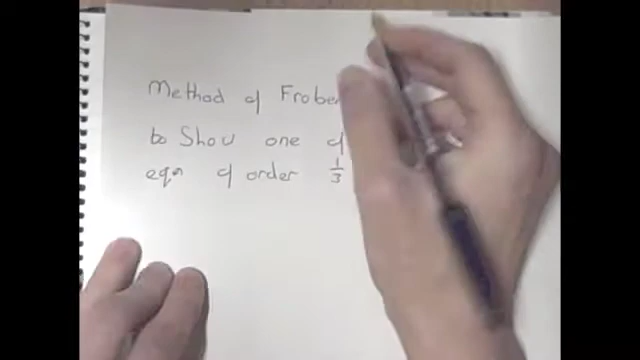 Method of Frobe
to Show one of
eqn of order 1/3